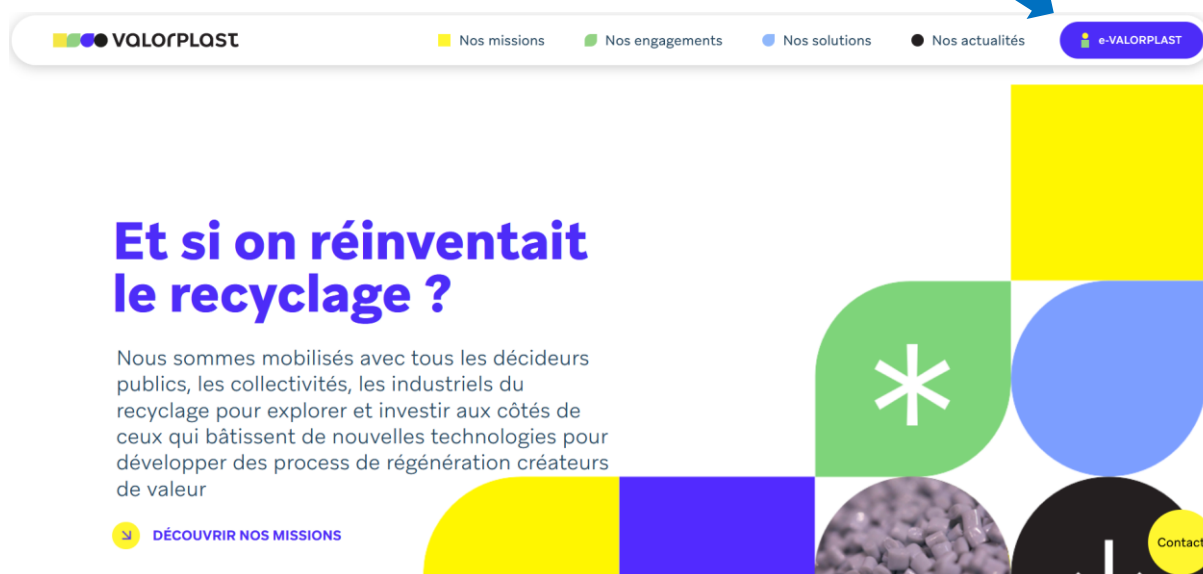 valorplast
Nos missions
Nos engagements
Nos solutions
Nos actualités
e-VALORPLAST
Et si on réinventait
le recyclage ?
Nous sommes mobilisés avec tous les décideurs
publics, les collectivités, les industriels du
recyclage pour explorer et investir aux côtés de
ceux qui bâtissent de nouvelles technologies pour
développer des process de régénération créateurs
de valeur
DÉCOUVRIR NOS MISSIONS
Contact